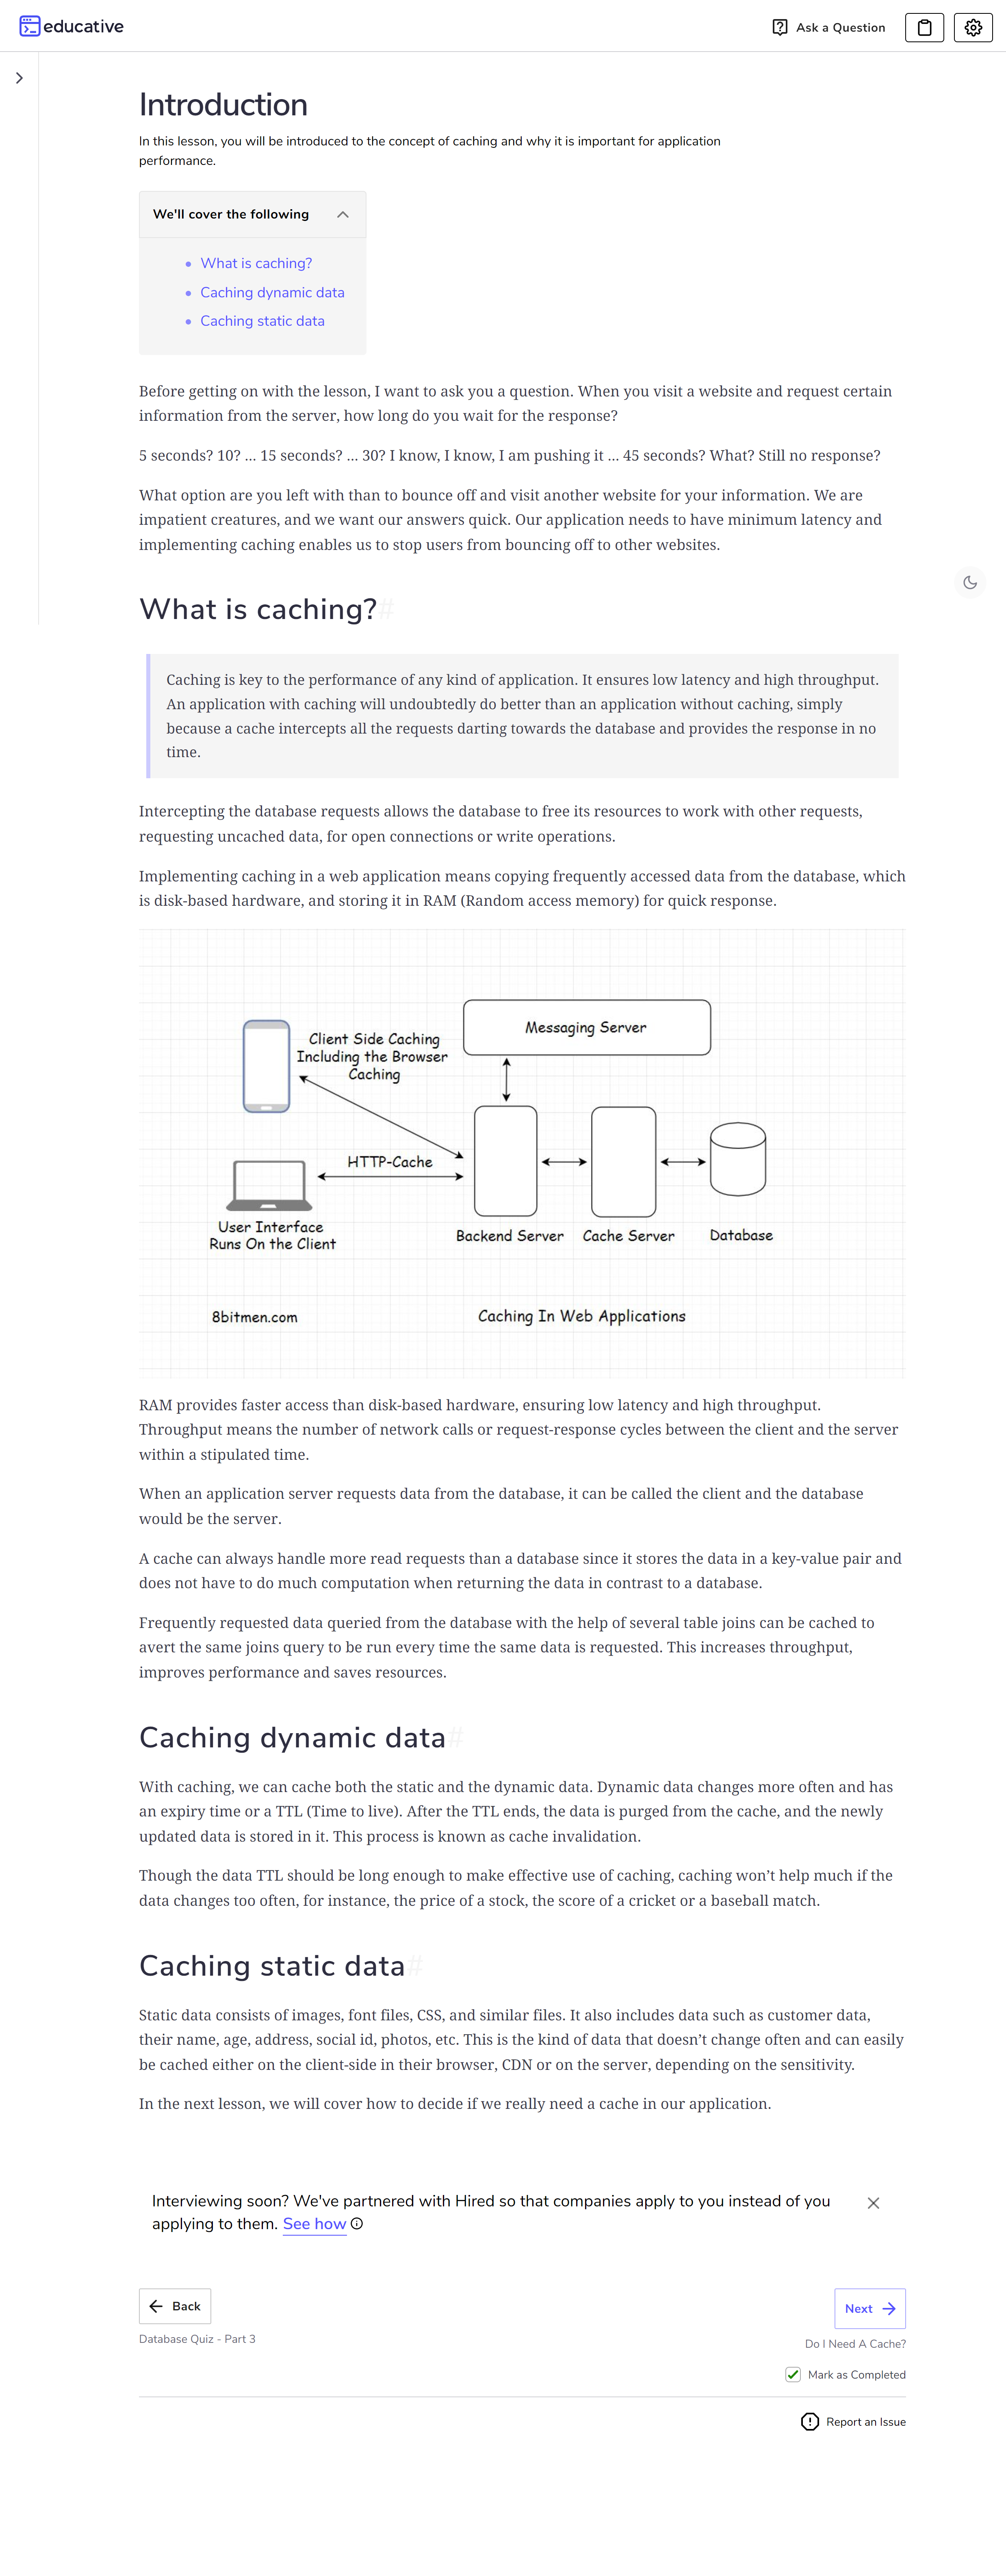 educative
Ask a Question
Introduction
In this lesson, you will be introduced to the concept of caching and why it is important for application
performance.
We'll cover the following
What is caching?
Caching dynamic data
Caching static data
Before getting on with the lesson, I want to ask you a question. When you visit a website and request certain
information from the server, how long do you wait for the response?
5 seconds? 10? … 15 seconds? … 30? I know, I know, I am pushing it … 45 seconds? What? Still no response?
What option are you left with than to bounce off and visit another website for your information. We are
impatient creatures, and we want our answers quick. Our application needs to have minimum latency and
implementing caching enables us to stop users from bouncing off to other websites.
What is caching?#
Caching is key to the performance of any kind of application. It ensures low latency and high throughput.
An application with caching will undoubtedly do better than an application without caching, simply
because a cache intercepts all the requests darting towards the database and provides the response in no
time.
Intercepting the database requests allows the database to free its resources to work with other requests,
requesting uncached data, for open connections or write operations.
Implementing caching in a web application means copying frequently accessed data from the database, which
is disk-based hardware, and storing it in RAM (Random access memory) for quick response.
Messaging Server
Client Side Caching
Including the Browser
Caching
HTTP-Cache
User Interface
Runs On the Client
Backend Server
Cache Server
Database
8bitmen.com
Caching In Web Applications
RAM provides faster access than disk-based hardware, ensuring low latency and high throughput.
Throughput means the number of network calls or request-response cycles between the client and the server
within a stipulated time.
When an application server requests data from the database, it can be called the client and the database
would be the server.
A cache can always handle more read requests than a database since it stores the data in a key-value pair and
does not have to do much computation when returning the data in contrast to a database.
Frequently requested data queried from the database with the help of several table joins can be cached to
avert the same joins query to be run every time the same data is requested. This increases throughput,
improves performance and saves resources.
Caching dynamic data#
With caching, we can cache both the static and the dynamic data. Dynamic data changes more often and has
an expiry time or a TTL (Time to live). After the TTL ends, the data is purged from the cache, and the newly
updated data is stored in it. This process is known as cache invalidation.
Though the data TTL should be long enough to make effective use of caching, caching won’t help much if the
data changes too often, for instance, the price of a stock, the score of a cricket or a baseball match.
Caching static data#
Static data consists of images, font files, CSS, and similar files. It also includes data such as customer data,
their name, age, address, social id, photos, etc. This is the kind of data that doesn’t change often and can easily
be cached either on the client-side in their browser, CDN or on the server, depending on the sensitivity.
In the next lesson, we will cover how to decide if we really need a cache in our application.
Interviewing soon? We've partnered with Hired so that companies apply to you instead of you
applying to them. See how
Back
Next
Database Quiz - Part 3
Do I Need A Cache?
Mark as Completed
Report an Issue